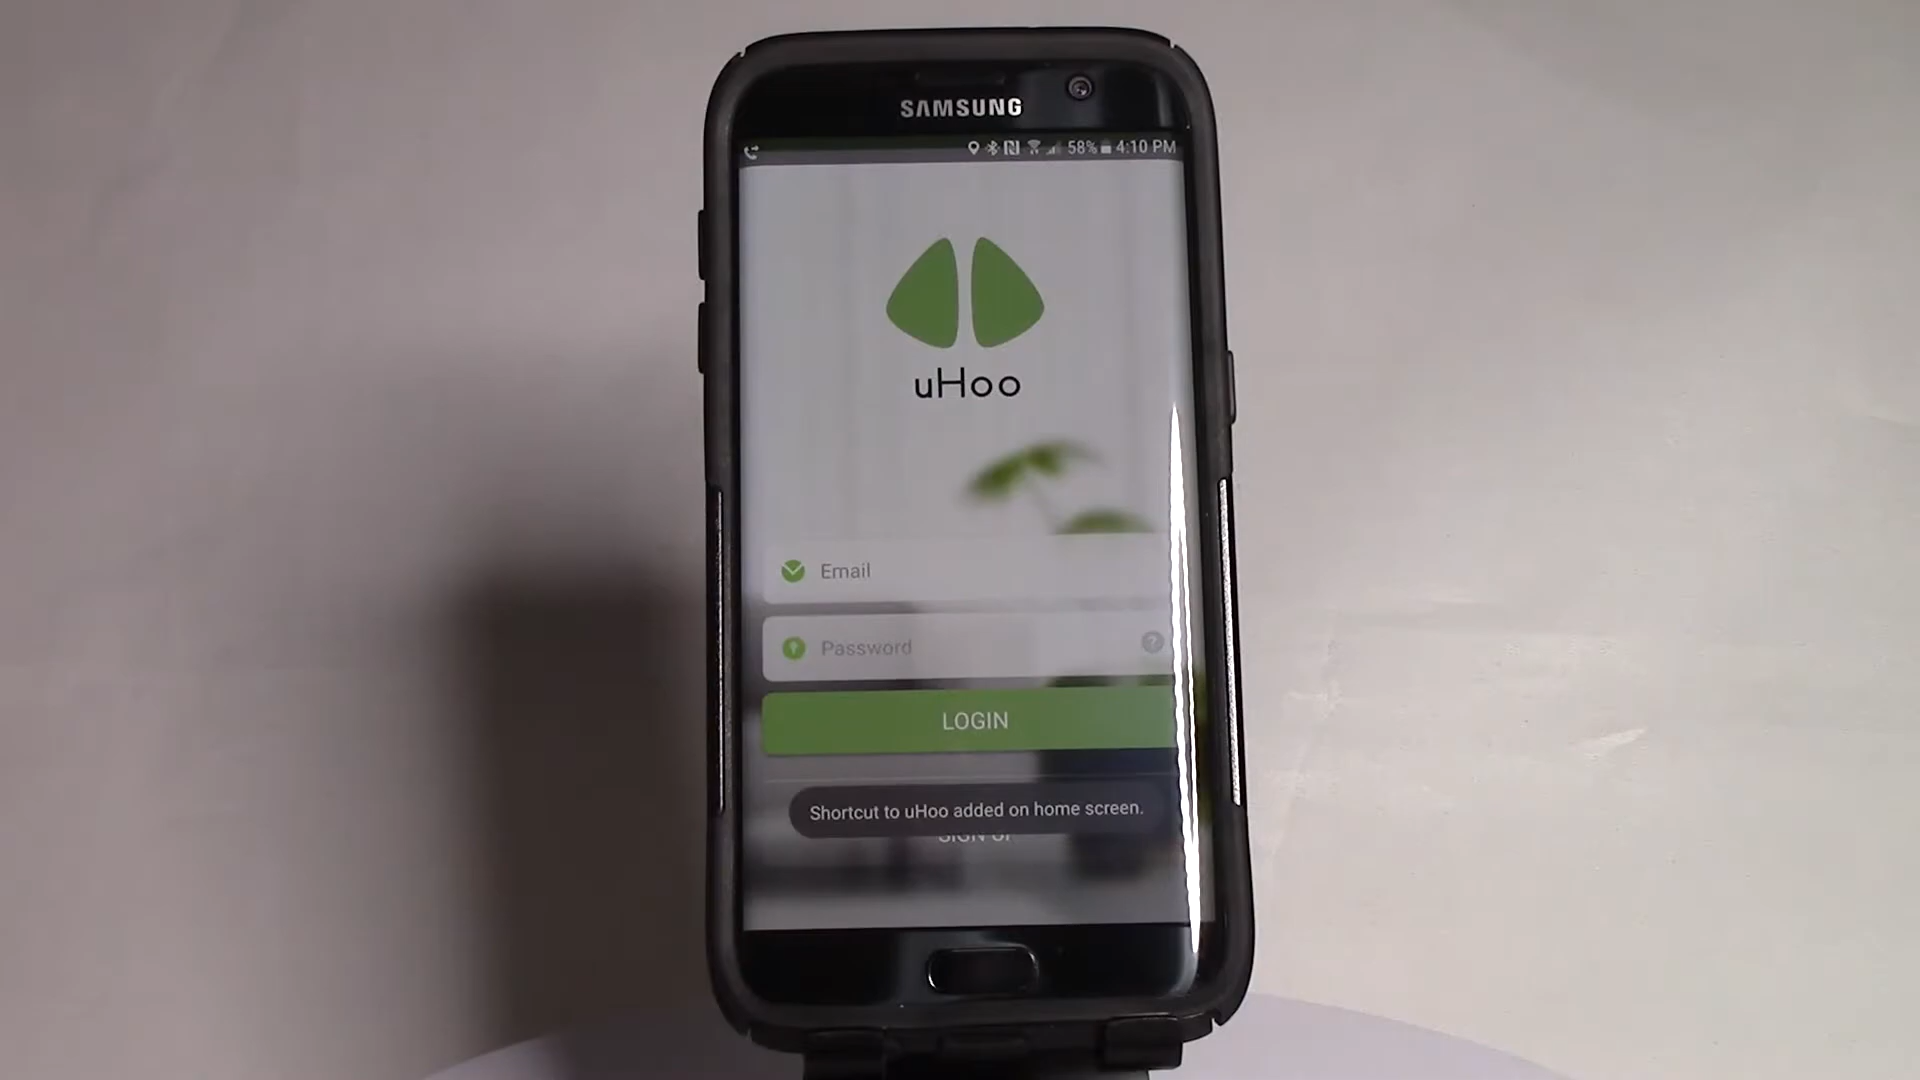 SAMSUNG
58% 4:10 PM
uHoo
Email
Password
?
LOGIN
Shortcut to uHoo added on home screen.
SIGN UP